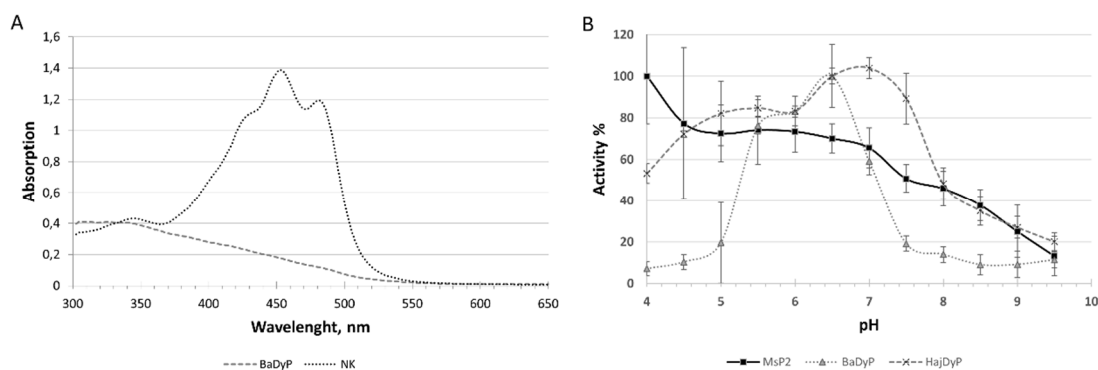 A
Absorption
1,6
1,4
1,2
1
0,8
0,6
0,4
0,2
0
300 350 400 450 500 550 600 650
Wavelenght, nm
BaDyP NK
B
Activity %
120
100
80
60
40
20
0
4 5 6 7 8 9 10
pH
MsP2 BaDyP HajDyP